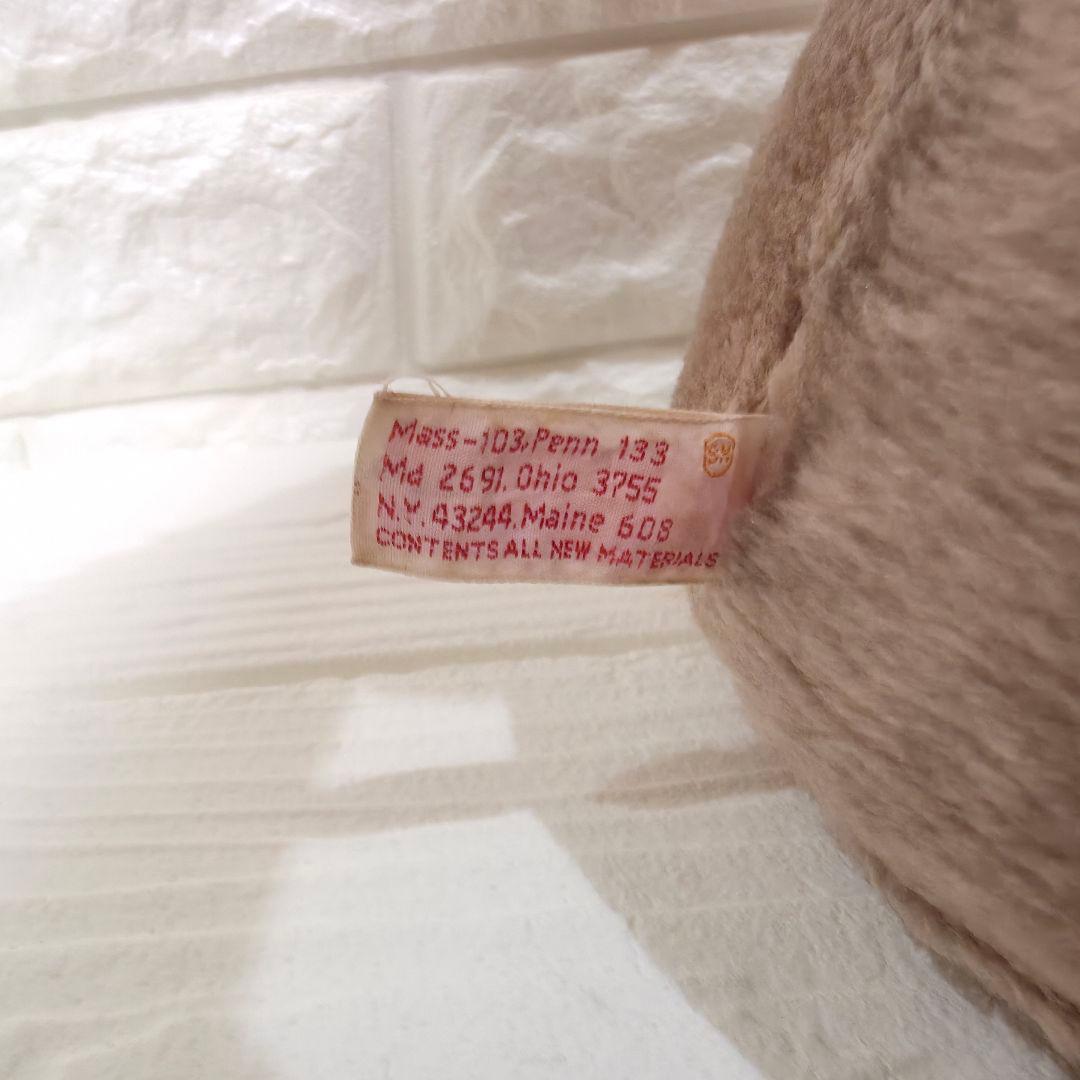 Mass-103,Penn 133
Md 2691. Ohio 3755
N.Y. 43244.Maine 608
CONTENTS ALL NEW MATERIALS